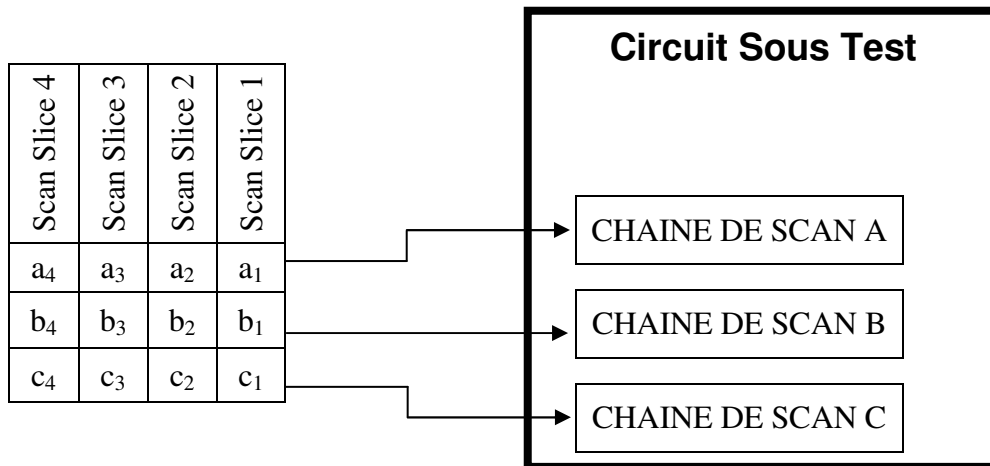 Circuit Sous Test
Scan Slice 4
Scan Slice 3
Scan Slice 2
Scan Slice 1
a₄ a₃ a₂ a₁
b₄ b₃ b₂ b₁
c₄ c₃ c₂ c₁
CHAINE DE SCAN A
CHAINE DE SCAN B
CHAINE DE SCAN C